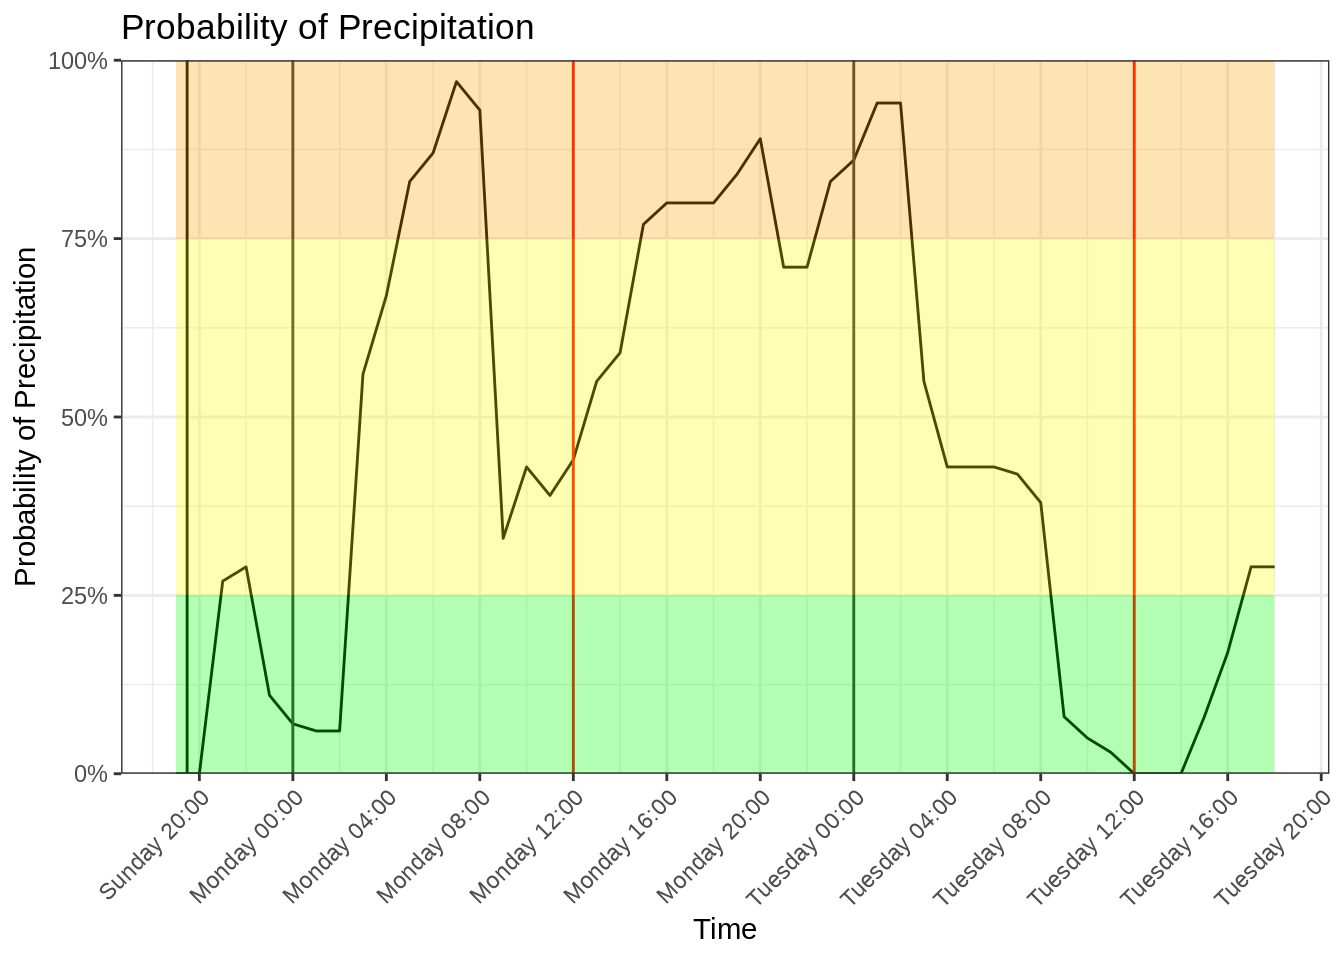 Probability of Precipitation
Probability of Precipitation
100%
75%
50%
25%
0%
Sunday 20:00
Monday 00:00
Monday 04:00
Monday 08:00
Monday 12:00
Monday 16:00
Monday 20:00
Tuesday 00:00
Tuesday 04:00
Tuesday 08:00
Tuesday 12:00
Tuesday 16:00
Tuesday 20:00
Time